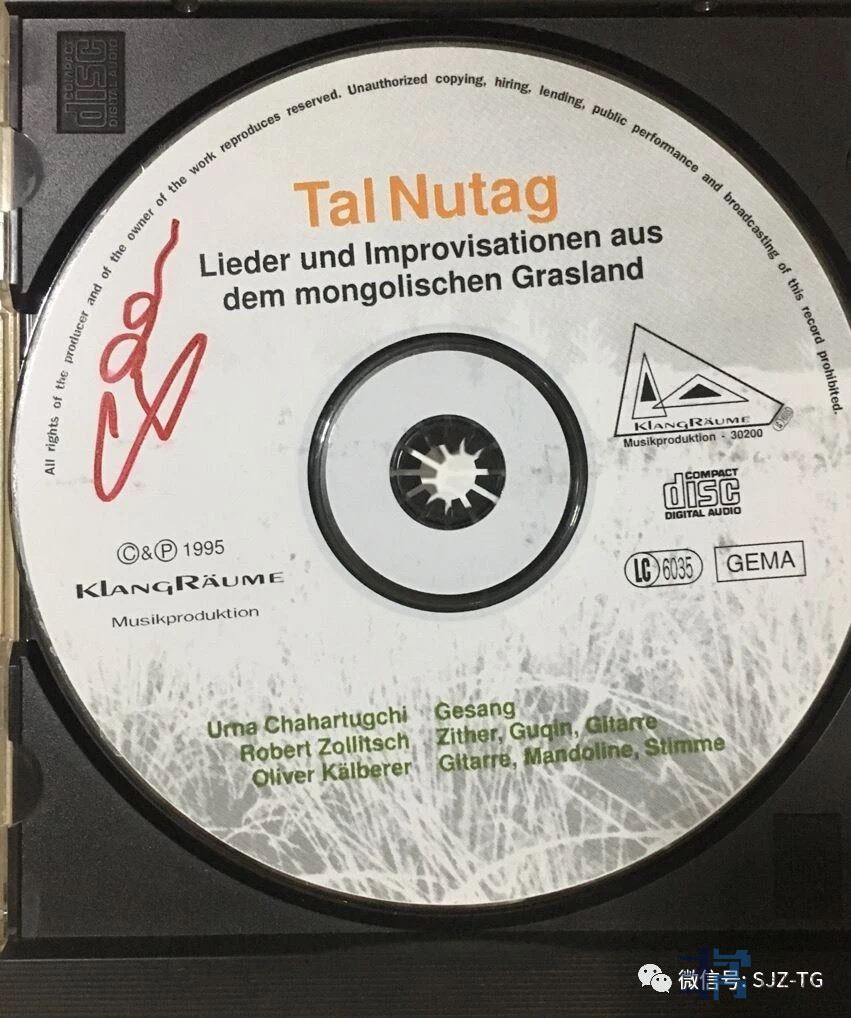 COMPACT
disc
DIGITAL AUDIO
All rights of the producer and of the owner of the work reproduces reserved. Unauthorized copying, hiring, lending, public performance and broadcasting of this record prohibited.
Tal Nutag
Lieder und Improvisationen aus
dem mongolischen Grasland
KLANGRÄUME
Musikproduktion - 30200
COMPACT
disc
DIGITAL AUDIO
LC 6035 GEMA
©&℗ 1995
KLANGRÄUME
Musikproduktion
Urna Chahartugchi Gesang
Robert Zollitsch Zither, Guqin, Gitarre
Oliver Kälberer Gitarre, Mandoline, Stimme
微信号: SJZ-TG